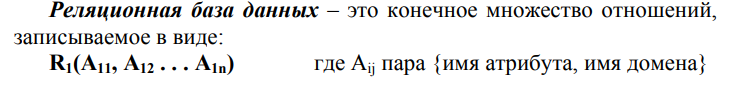 Реляционная база данных – это конечное множество отношений,
записываемое в виде:
R₁(A₁₁, A₁₂ . . . A₁ₙ) где Aᵢⱼ пара {имя атрибута, имя домена}